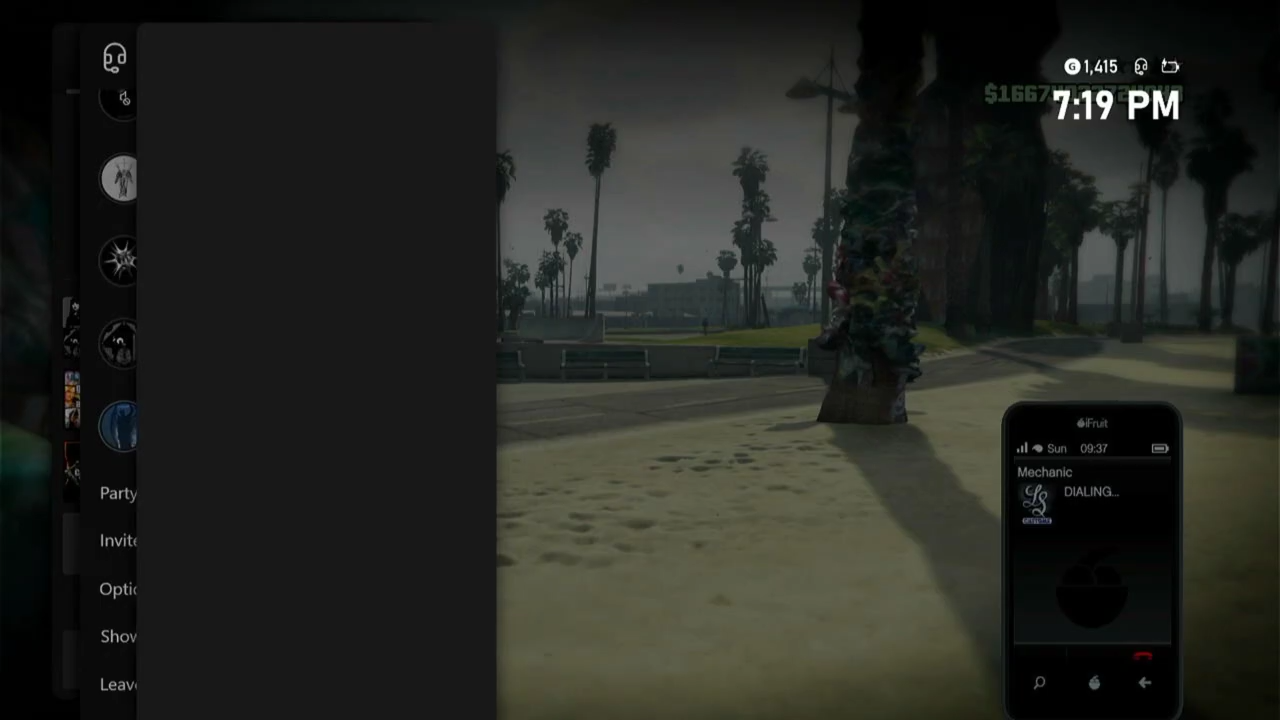 1,415
7:19 PM
iFruit
Sun 09:37
Mechanic
DIALING...
Party
Invite
Optio
Show
Leave